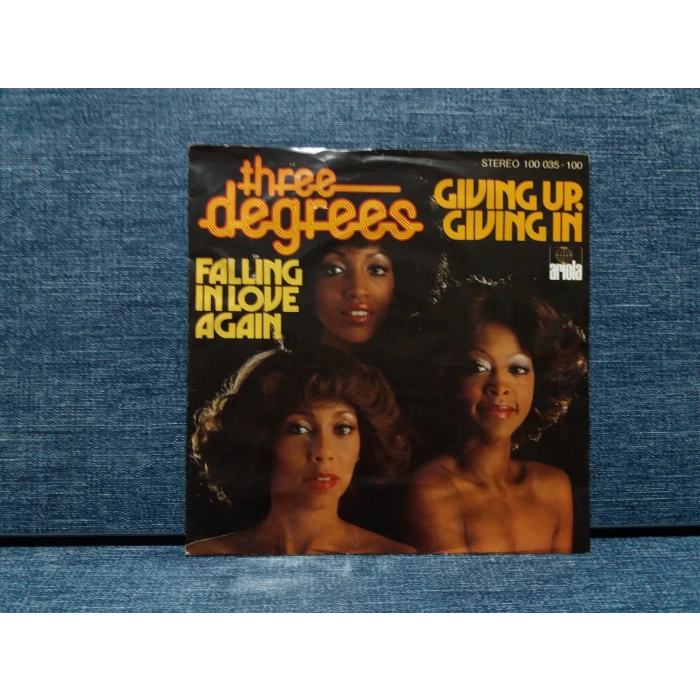 STEREO 100 035-100
three
degrees
GIVING UP,
GIVING IN
ariola
FALLING
IN LOVE
AGAIN